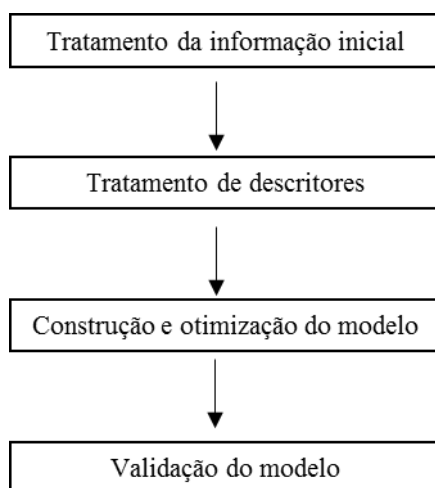 Tratamento da informação inicial
Tratamento de descritores
Construção e otimização do modelo
Validação do modelo